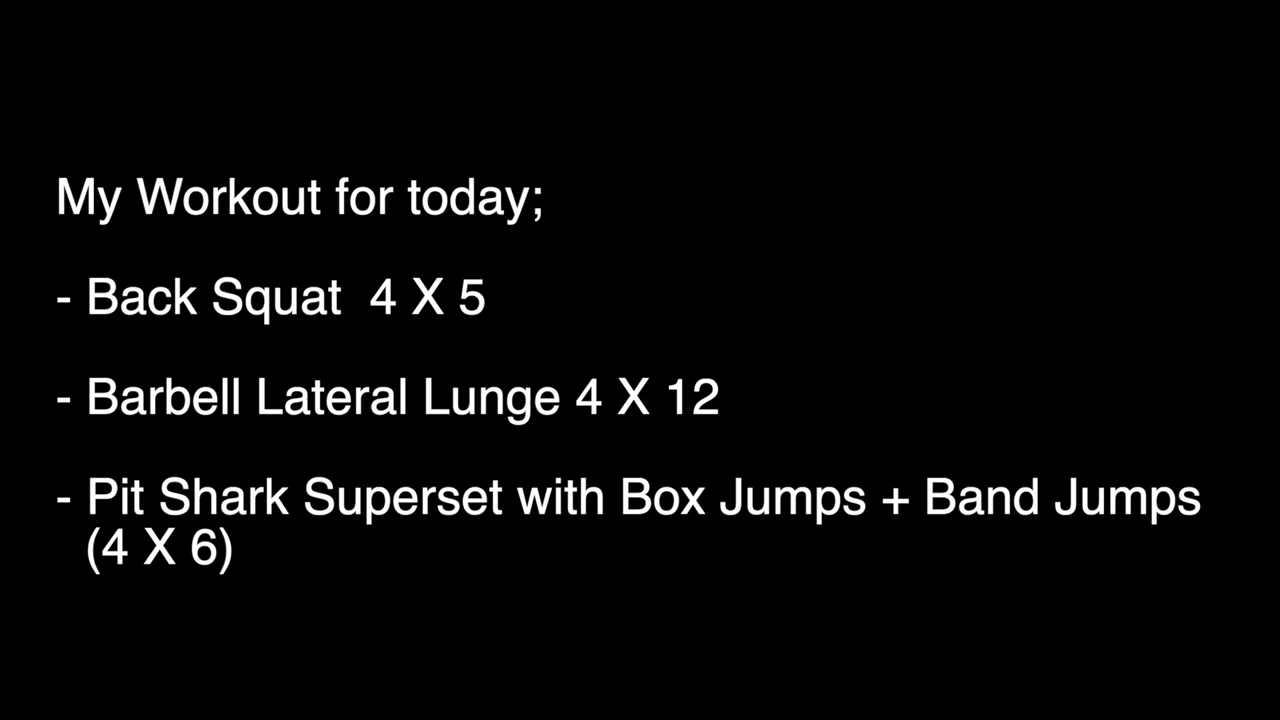 My Workout for today;
- Back Squat  4 X 5
- Barbell Lateral Lunge 4 X 12
- Pit Shark Superset with Box Jumps + Band Jumps
(4 X 6)